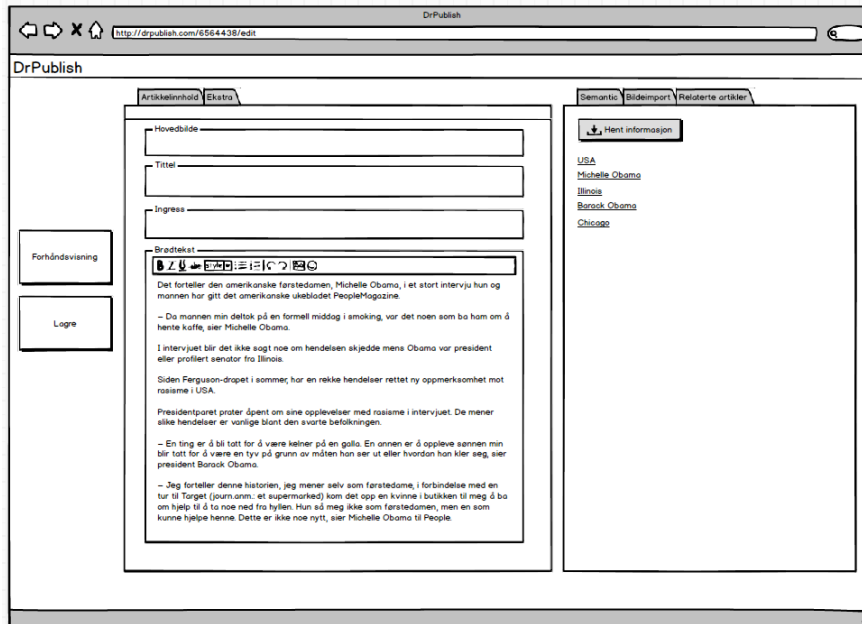 DrPublish
http://drpublish.com/6564438/edit
DrPublish
Artikkelinnhold
Ekstra
Hovedbilde
Tittel
Ingress
Brødtekst
B I U abc style
Det forteller den amerikanske førstedamen, Michelle Obama, i et stort intervju hun og
mannen har gitt det amerikanske ukebladet PeopleMagazine.
– Da mannen min deltok på en formell middag i smoking, var det noen som ba ham om å
hente kaffe, sier Michelle Obama.
I intervjuet blir det ikke sagt noe om hendelsen skjedde mens Obama var president
eller profilert senator fra Illinois.
Siden Ferguson-drapet i sommer, har en rekke hendelser rettet ny oppmerksomhet mot
rasisme i USA.
Presidentparet prater åpent om sine opplevelser med rasisme i intervjuet. De mener
slike hendelser er vanlige blant den svarte befolkningen.
– En ting er å bli tatt for å være kelner på en galla. En annen er å oppleve sønnen min
blir tatt for å være en tyv på grunn av måten han ser ut eller hvordan han kler seg, sier
president Barack Obama.
– Jeg forteller denne historien, jeg mener selv som førstedame, i forbindelse med en
tur til Target (journ.anm.: et supermarked) kom det opp en kvinne i butikken til meg å ba
om hjelp til å ta noe ned fra hyllen. Hun så meg ikke som førstedamen, men en som
kunne hjelpe henne. Dette er ikke noe nytt, sier Michelle Obama til People.
Forhåndsvisning
Lagre
Semantic
Bildeimport
Relaterte artikler
Hent informasjon
USA
Michelle Obama
Illinois
Barack Obama
Chicago